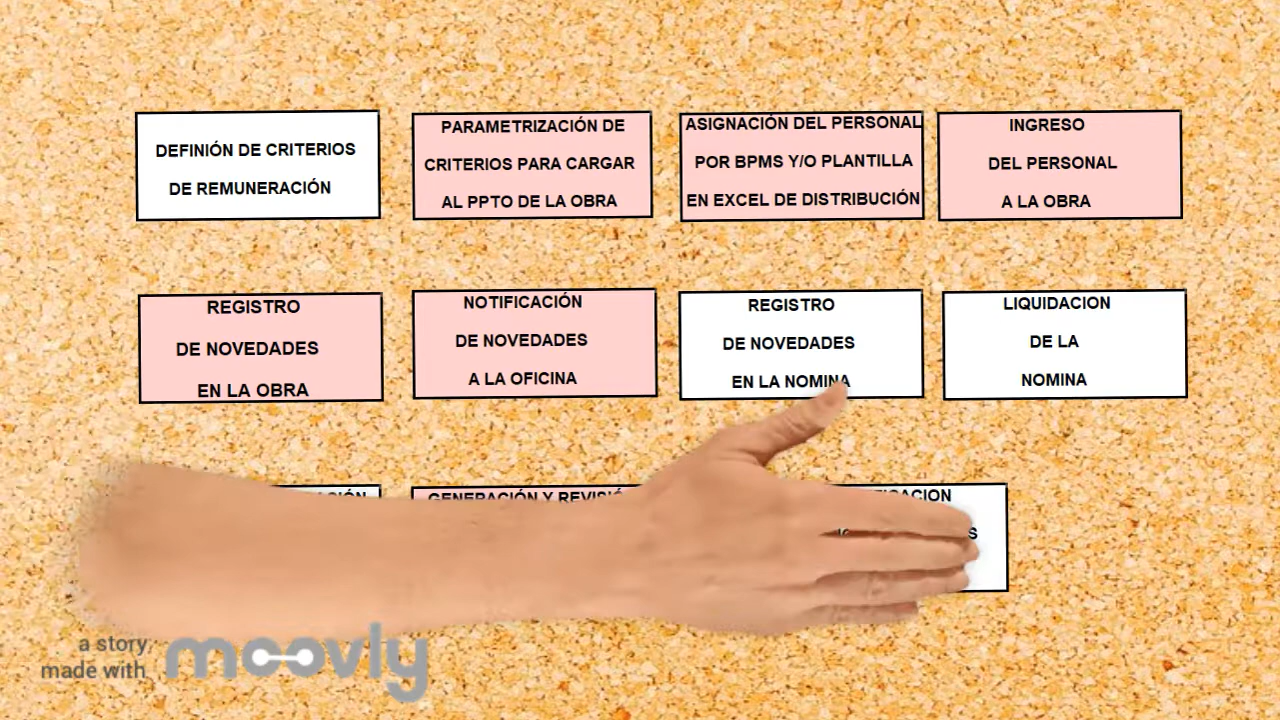 DEFINIÓN DE CRITERIOS
DE REMUNERACIÓN
PARAMETRIZACIÓN DE
CRITERIOS PARA CARGAR
AL PPTO DE LA OBRA
ASIGNACIÓN DEL PERSONAL
POR BPMS Y/O PLANTILLA
EN EXCEL DE DISTRIBUCIÓN
INGRESO
DEL PERSONAL
A LA OBRA
REGISTRO
DE NOVEDADES
EN LA OBRA
NOTIFICACIÓN
DE NOVEDADES
A LA OFICINA
REGISTRO
DE NOVEDADES
EN LA NOMINA
LIQUIDACION
DE LA
NOMINA
GENERACIÓN Y
a story
made with
moovly